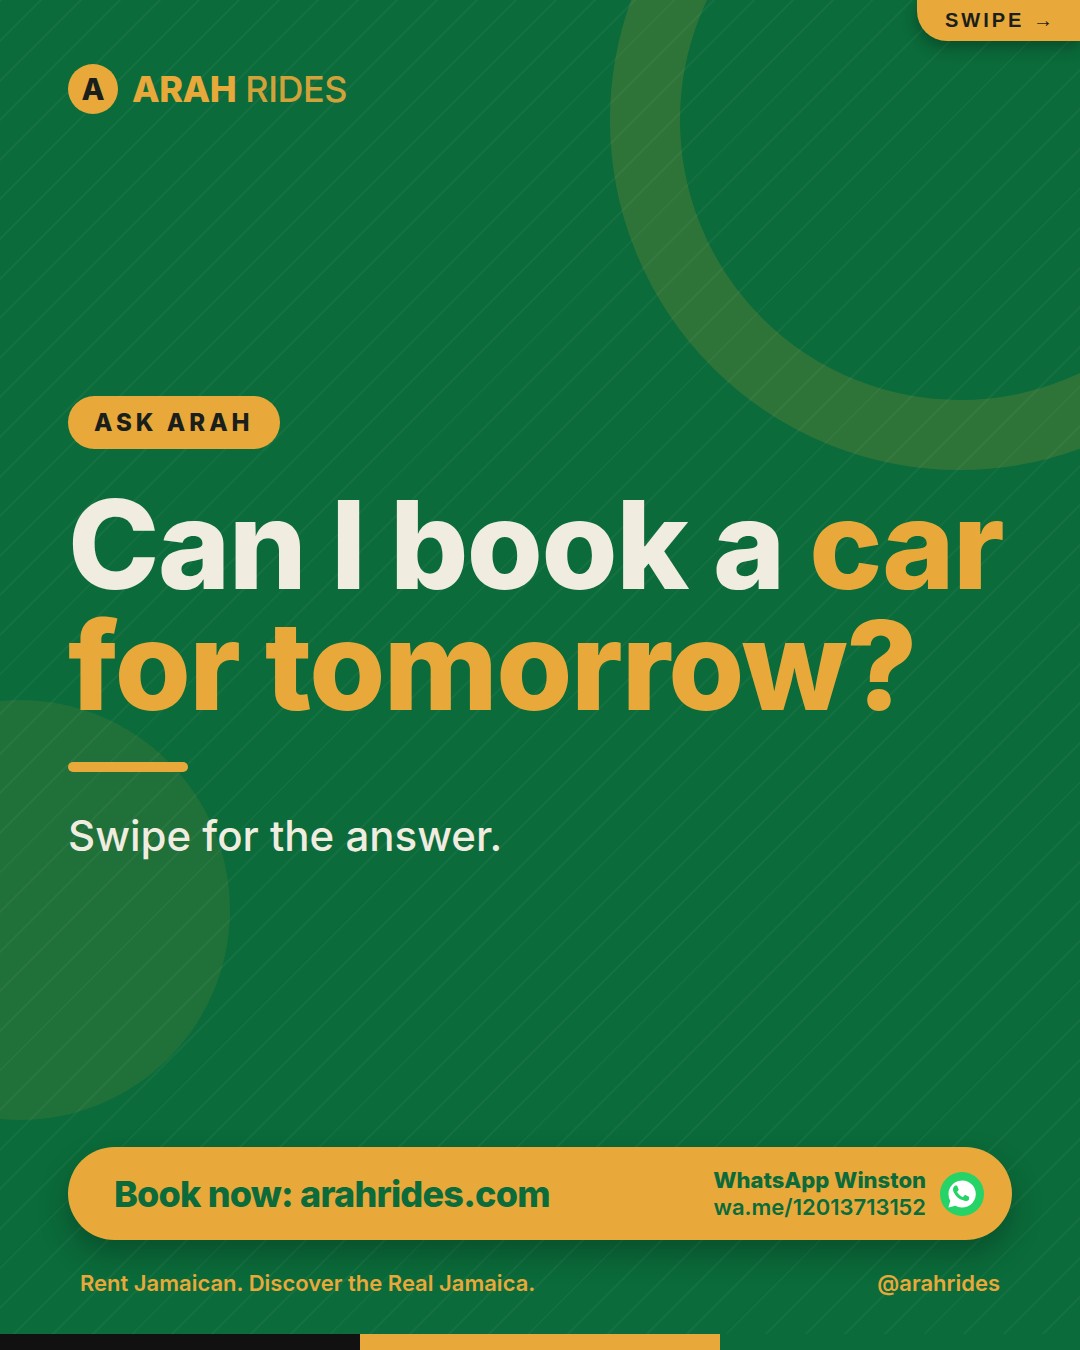 SWIPE →
A ARAH RIDES
ASK ARAH
Can I book a car
for tomorrow?
Swipe for the answer.
Book now: arahrides.com
WhatsApp Winston
wa.me/12013713152
Rent Jamaican. Discover the Real Jamaica.
@arahrides